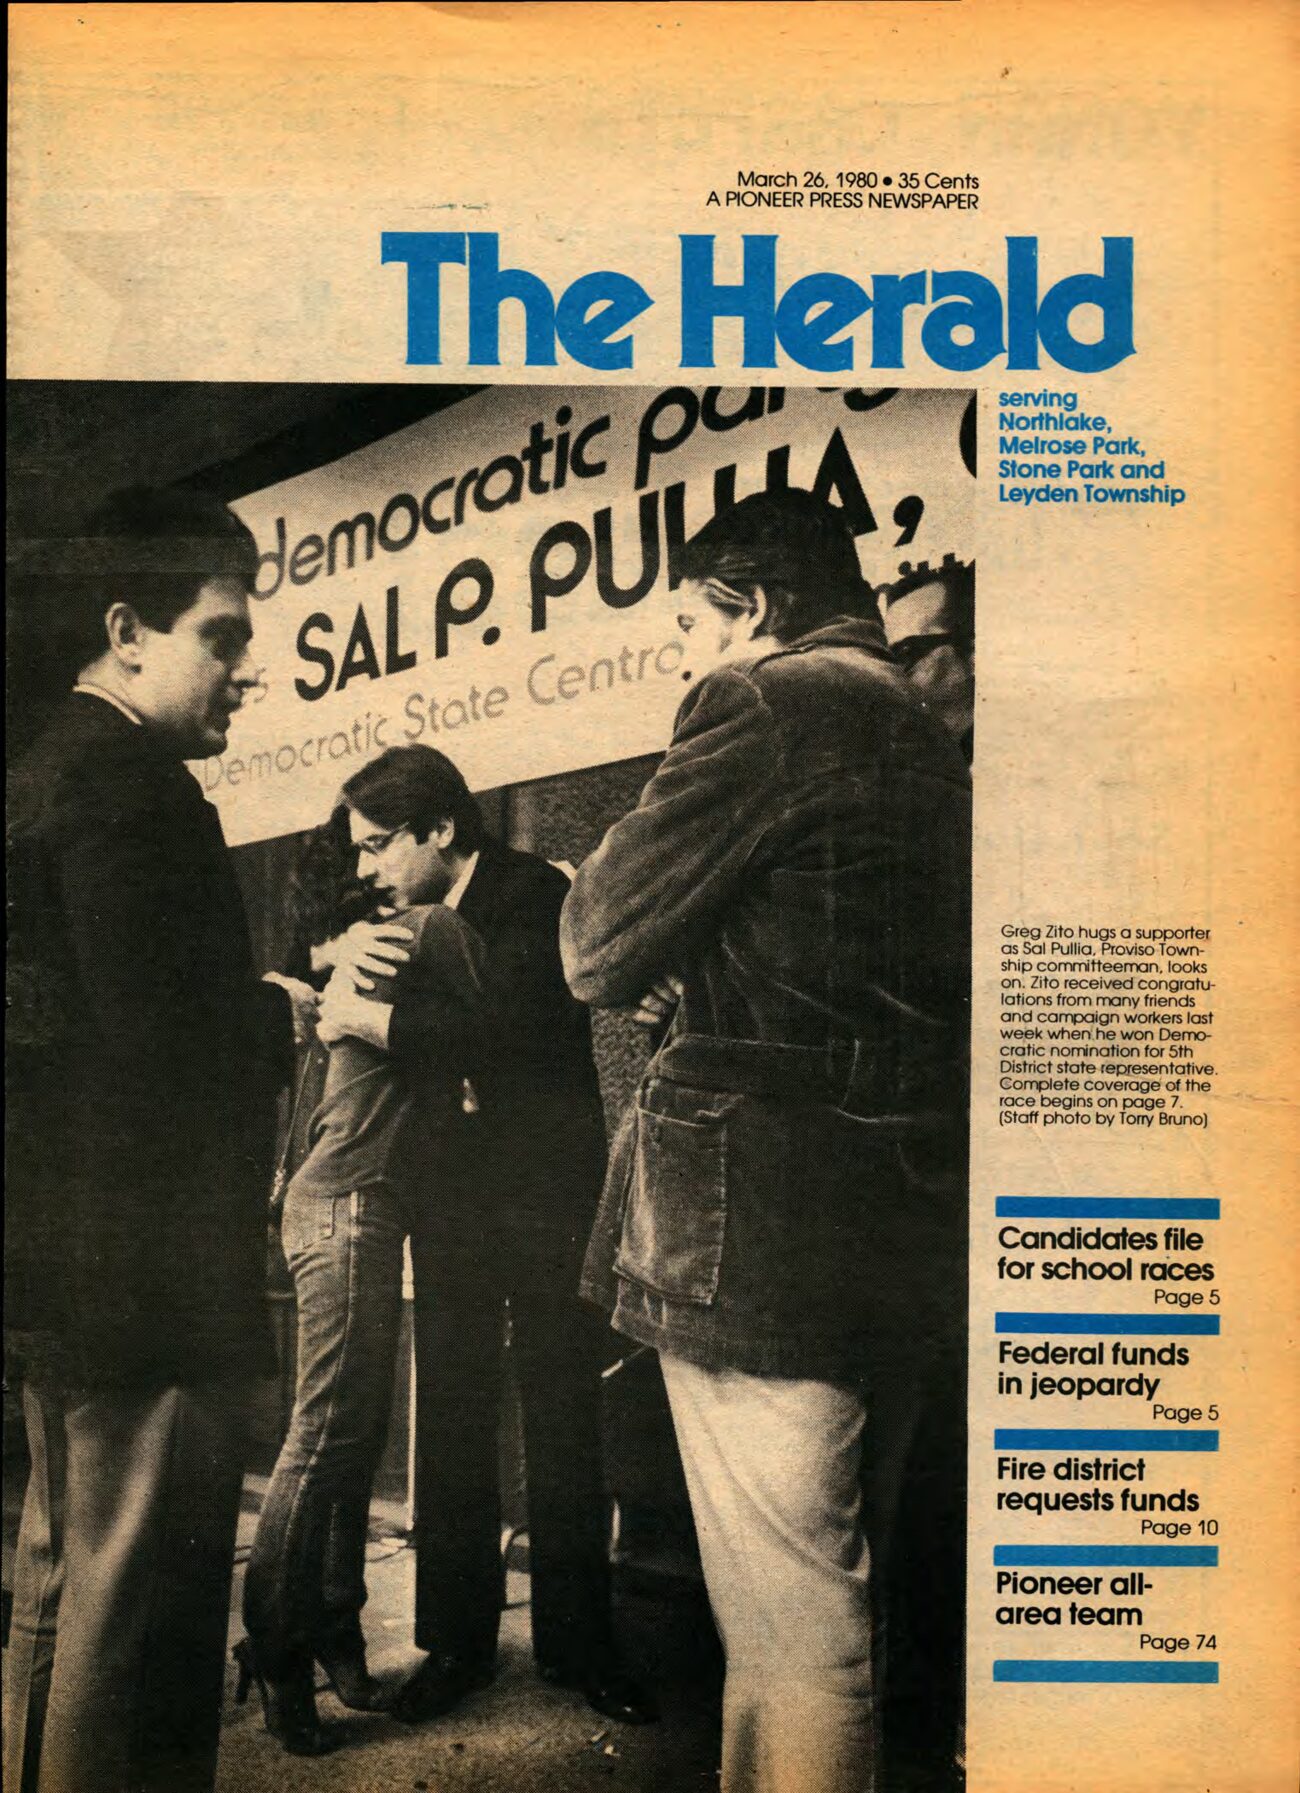 March 26, 1980 • 35 Cents
A PIONEER PRESS NEWSPAPER
The Herald
serving
Northlake,
Melrose Park,
Stone Park and
Leyden Township
democratic party
SAL P. PULLIA,
Democratic State Centra
Greg Zito hugs a supporter
as Sal Pullia, Proviso Town-
ship committeeman, looks
on. Zito received congratu-
lations from many friends
and campaign workers last
week when he won Demo-
cratic nomination for 5th
District state representative.
Complete coverage of the
race begins on page 7.
(Staff photo by Torry Bruno)
Candidates file
for school races
Page 5
Federal funds
in jeopardy
Page 5
Fire district
requests funds
Page 10
Pioneer all-
area team
Page 74